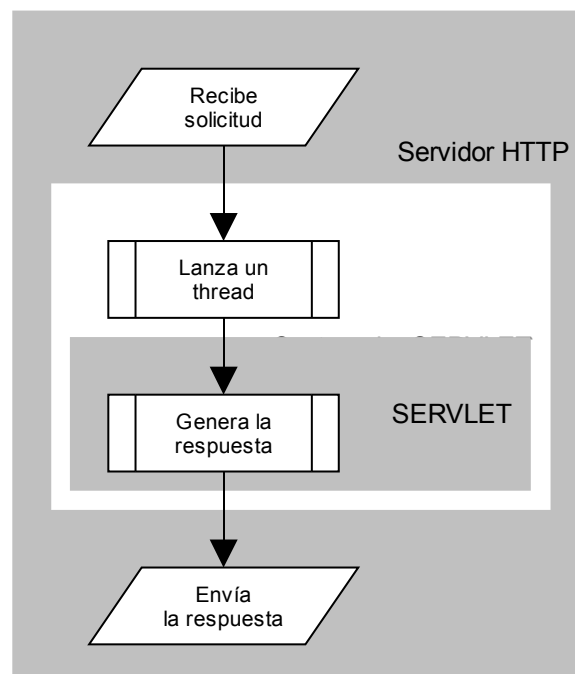 Recibe
solicitud
Servidor HTTP
Lanza un
thread
SERVLET
Genera la
respuesta
Envía
la respuesta